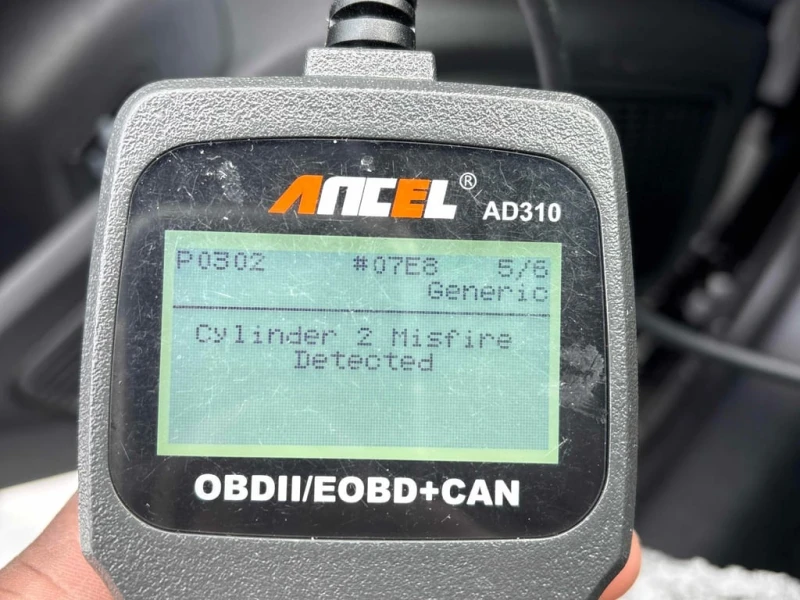 ANCEL® AD310
P0302 #07E8 5/6
Generic
Cylinder 2 Misfire
Detected
OBDII/EOBD+CAN